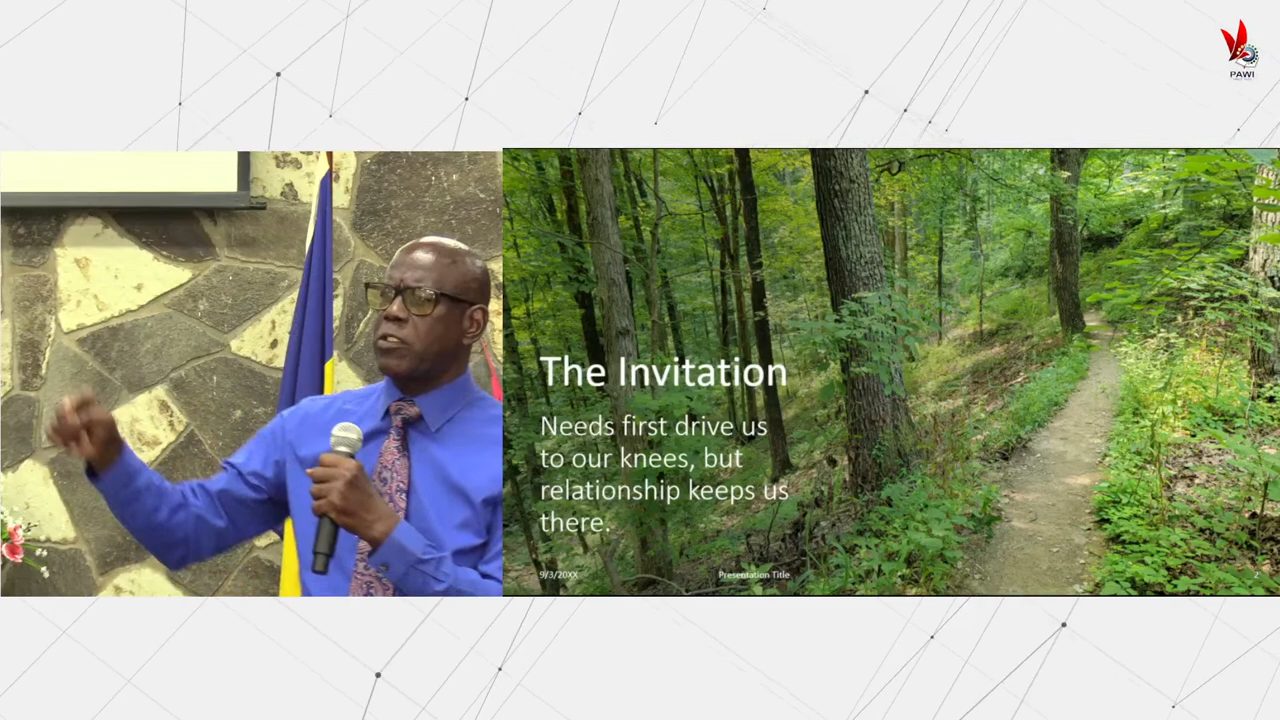 PAWI
The Invitation
Needs first drive us
to our knees, but
relationship keeps us
there.
9/3/20XX
Presentation Title
2